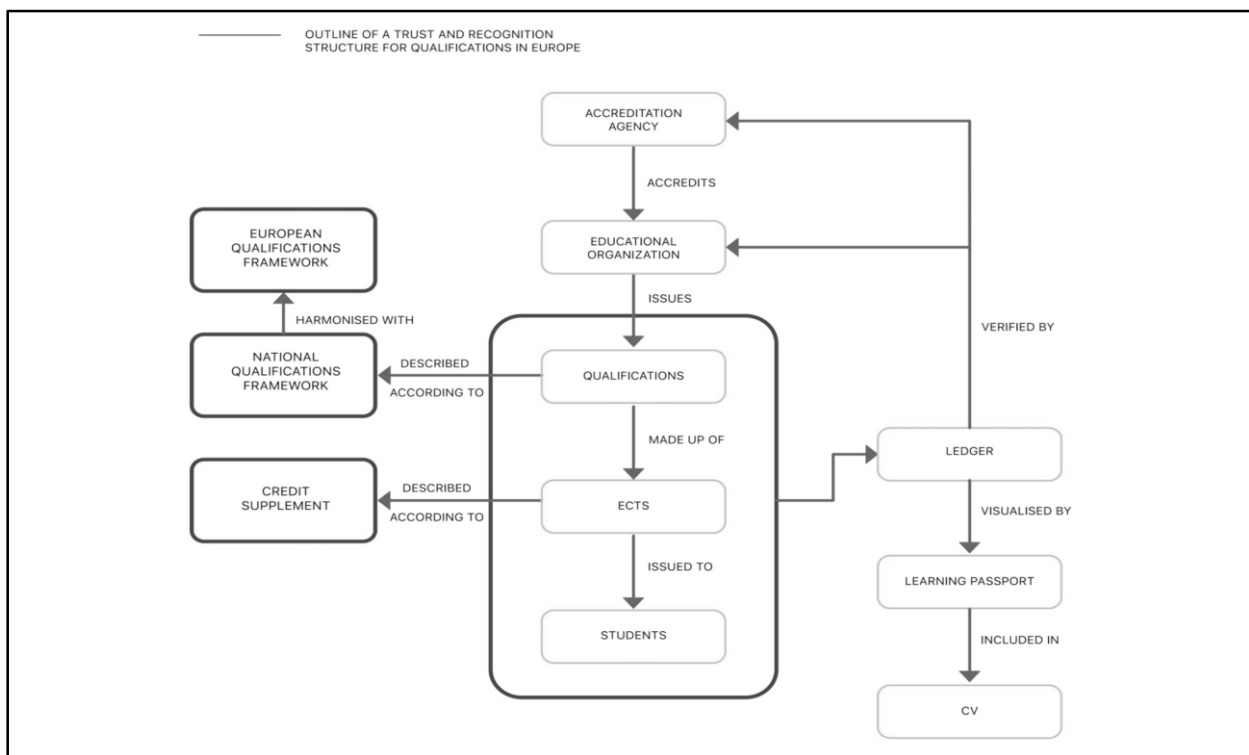 OUTLINE OF A TRUST AND RECOGNITION
STRUCTURE FOR QUALIFICATIONS IN EUROPE
ACCREDITATION
AGENCY
ACCREDITS
EDUCATIONAL
ORGANIZATION
ISSUES
EUROPEAN
QUALIFICATIONS
FRAMEWORK
HARMONISED WITH
NATIONAL
QUALIFICATIONS
FRAMEWORK
DESCRIBED
ACCORDING TO
QUALIFICATIONS
MADE UP OF
CREDIT
SUPPLEMENT
DESCRIBED
ACCORDING TO
ECTS
ISSUED TO
STUDENTS
VERIFIED BY
LEDGER
VISUALISED BY
LEARNING PASSPORT
INCLUDED IN
CV